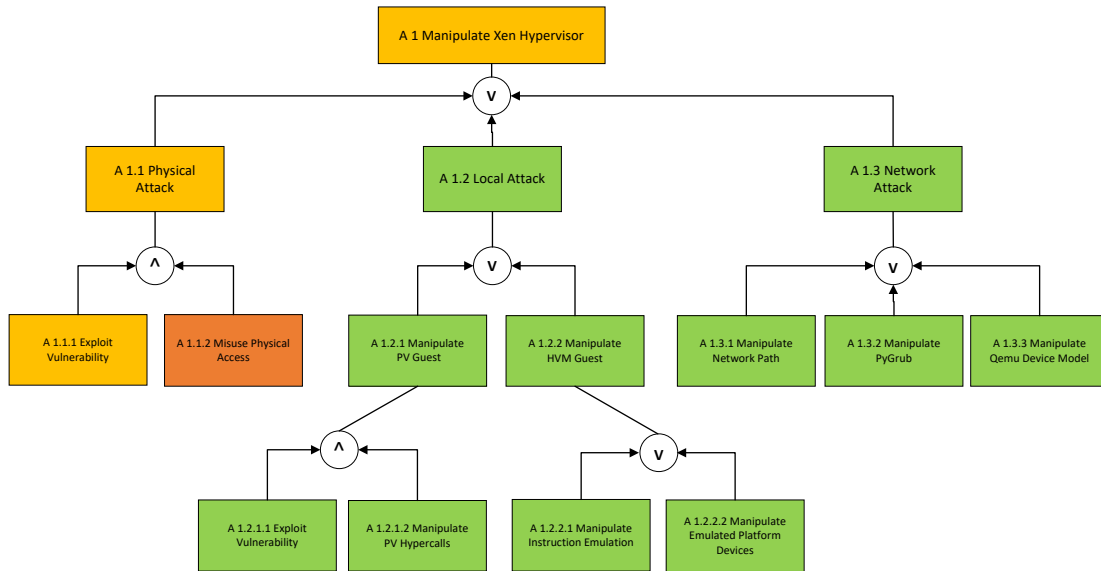 A 1 Manipulate Xen Hypervisor
V
A 1.1 Physical
Attack
A 1.2 Local Attack
A 1.3 Network
Attack
^
V
V
A 1.1.1 Exploit
Vulnerability
A 1.1.2 Misuse Physical
Access
A 1.2.1 Manipulate
PV Guest
A 1.2.2 Manipulate
HVM Guest
A 1.3.1 Manipulate
Network Path
A 1.3.2 Manipulate
PyGrub
A 1.3.3 Manipulate
Qemu Device Model
^
V
A 1.2.1.1 Exploit
Vulnerability
A 1.2.1.2 Manipulate
PV Hypercalls
A 1.2.2.1 Manipulate
Instruction Emulation
A 1.2.2.2 Manipulate
Emulated Platform
Devices